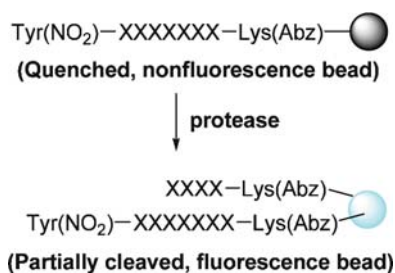 Tyr(NO₂)–XXXXXXX–Lys(Abz)
(Quenched, nonfluorescence bead)
protease
XXXX–Lys(Abz)
Tyr(NO₂)–XXXXXXX–Lys(Abz)
(Partially cleaved, fluorescence bead)